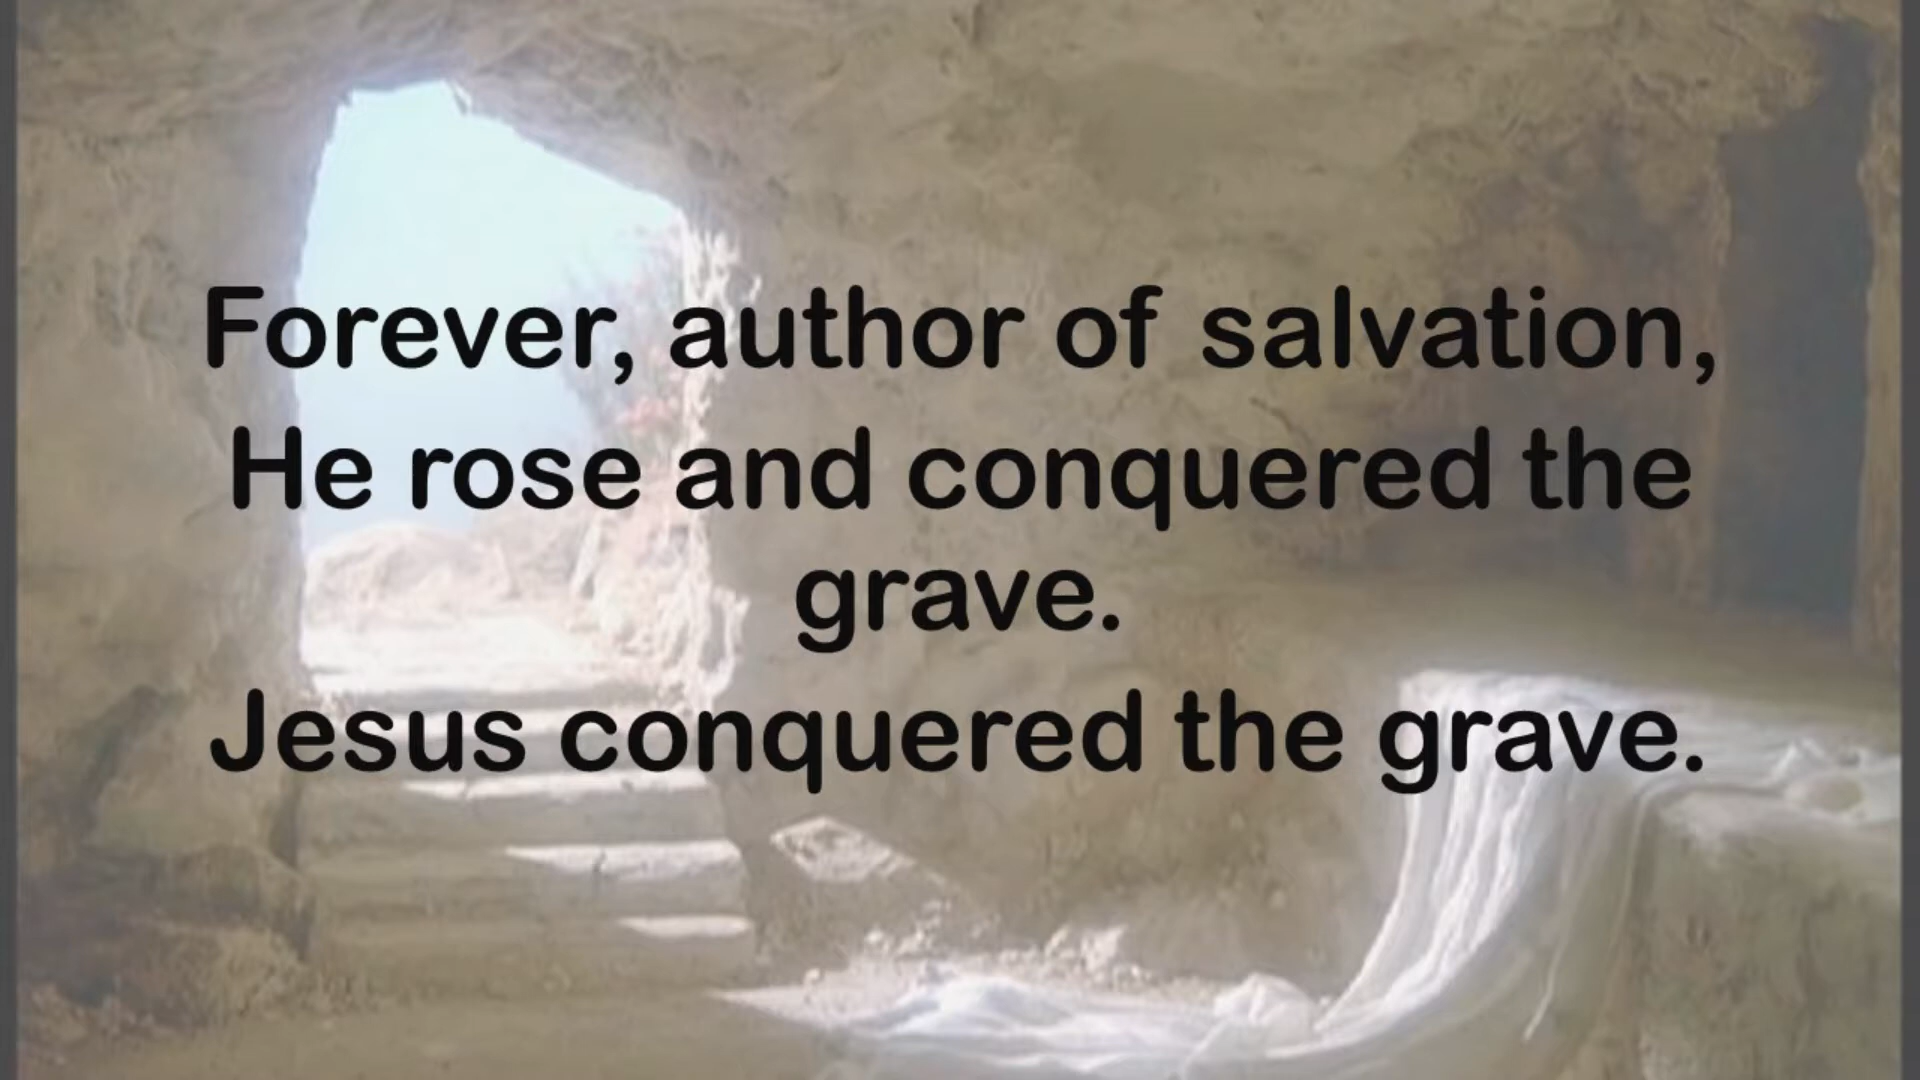 Forever, author of salvation,
He rose and conquered the
grave.
Jesus conquered the grave.